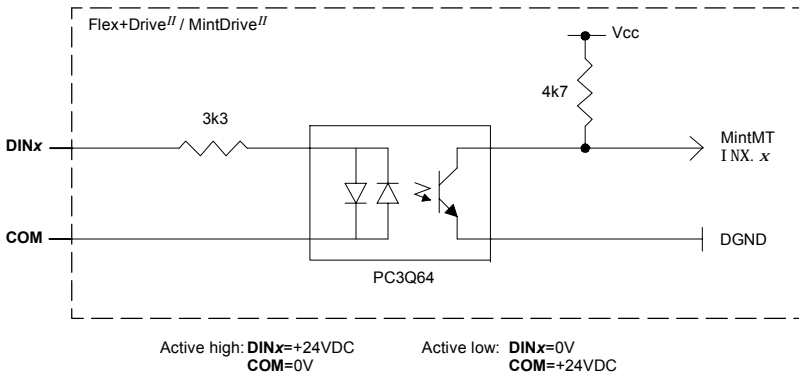 Flex+Drive II / MintDrive II
Vcc
4k7
3k3
DINx
MintMT
INX. x
COM
DGND
PC3Q64
Active high: DINx=+24VDC
COM=0V
Active low: DINx=0V
COM=+24VDC